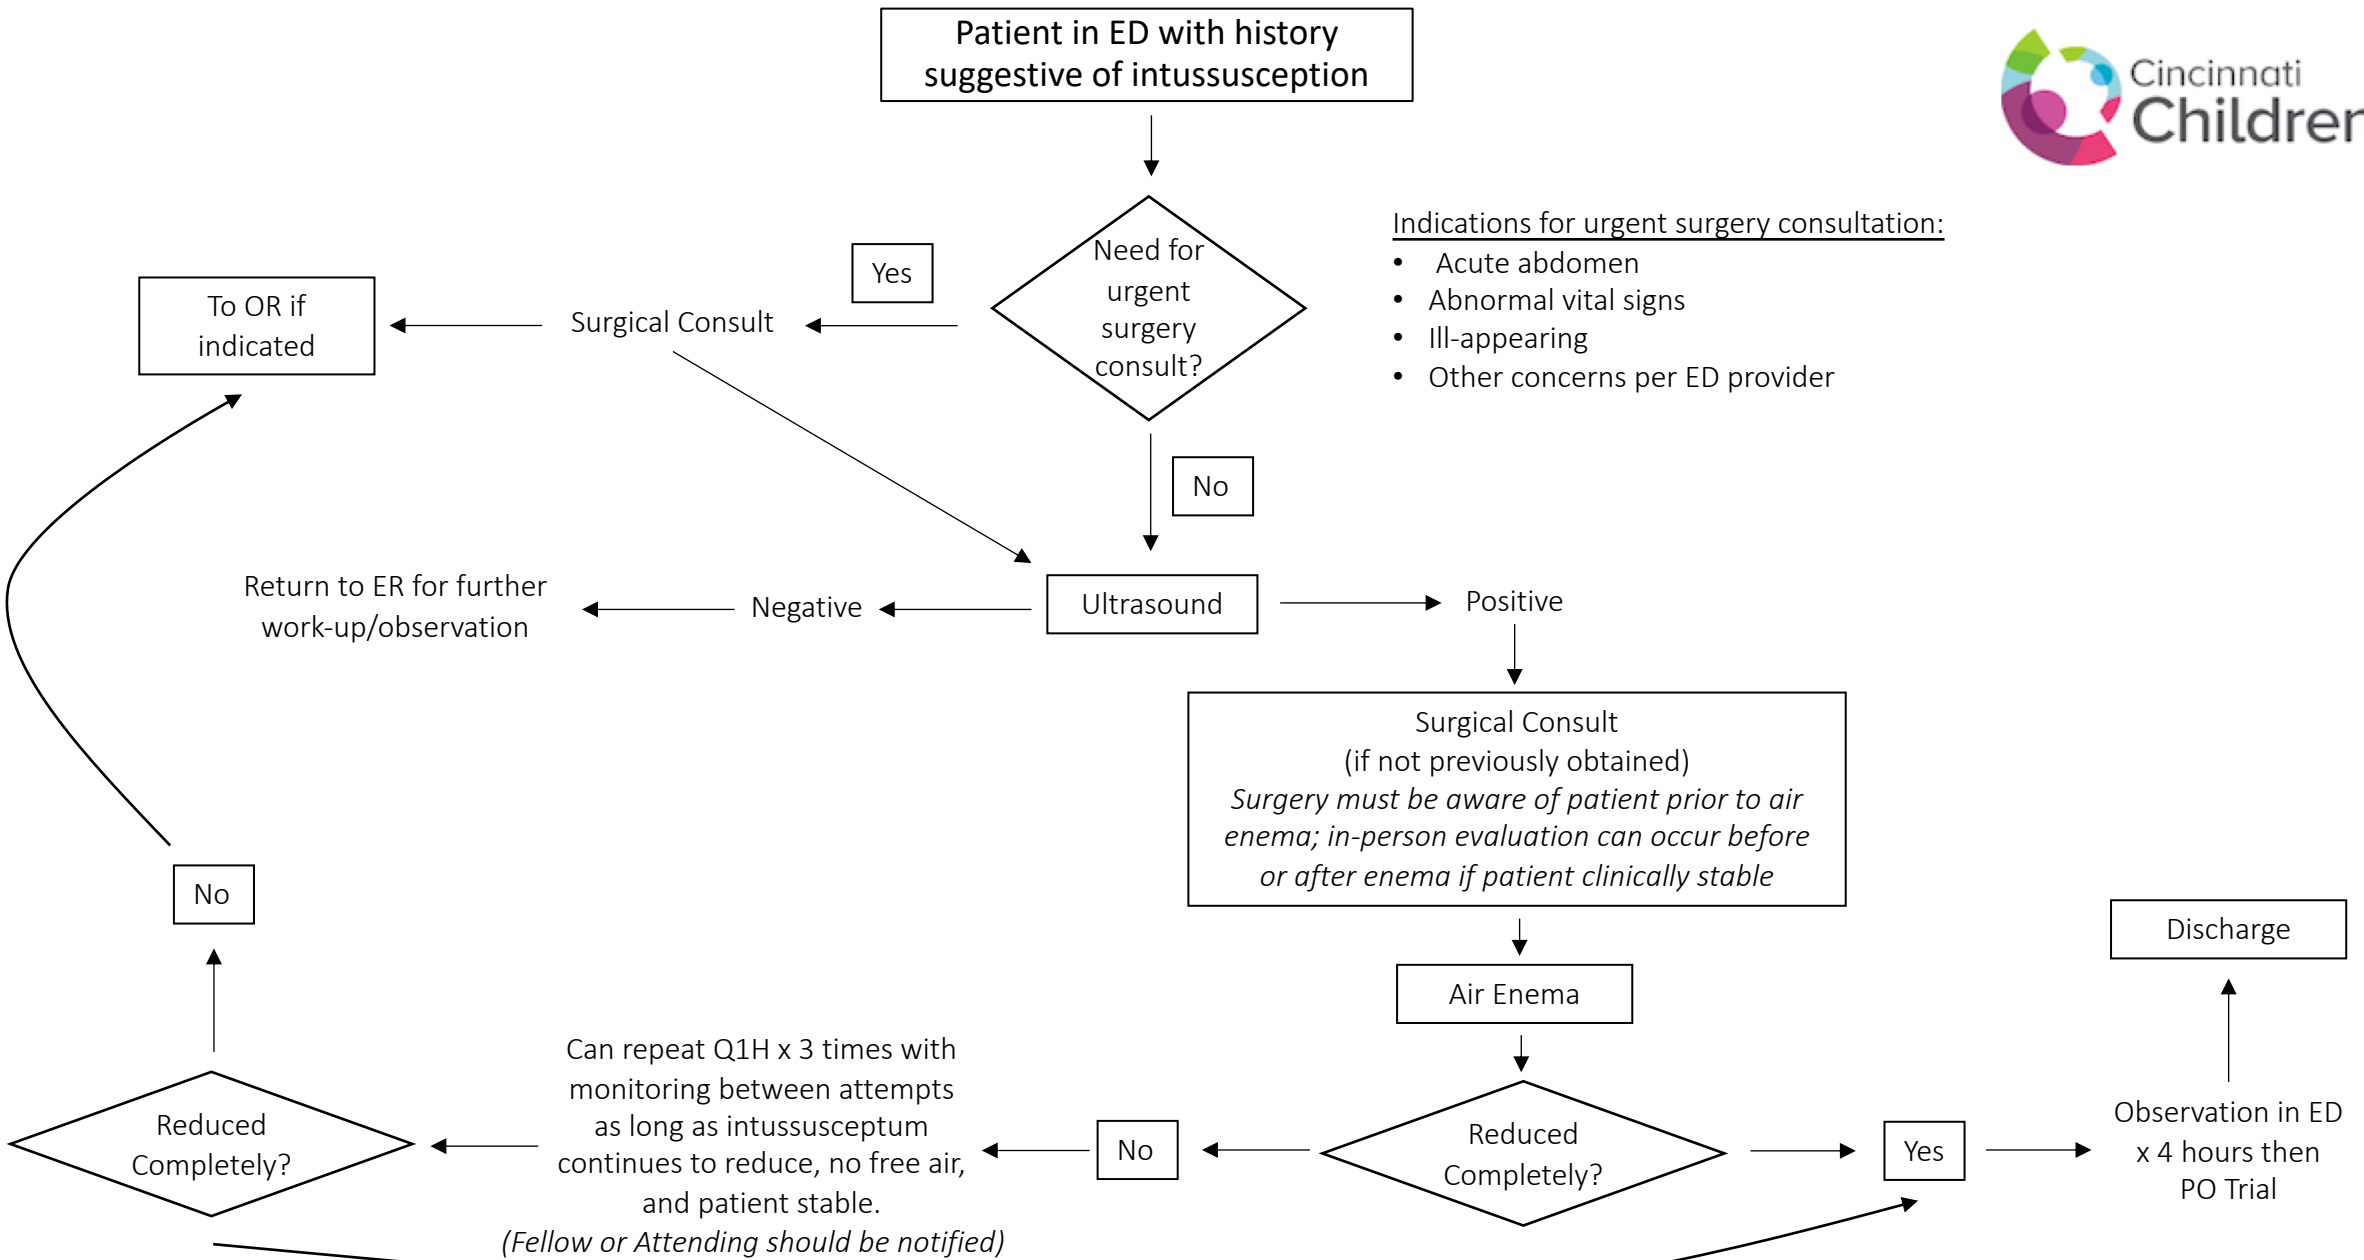 Patient in ED with history
suggestive of intussusception
Cincinnati
Children
Need for
urgent
surgery
consult?
Indications for urgent surgery consultation:
• Acute abdomen
• Abnormal vital signs
• Ill-appearing
• Other concerns per ED provider
Yes
Surgical Consult
To OR if
indicated
No
Ultrasound
Negative
Return to ER for further
work-up/observation
Positive
Surgical Consult
(if not previously obtained)
Surgery must be aware of patient prior to air
enema; in-person evaluation can occur before
or after enema if patient clinically stable
Air Enema
Reduced
Completely?
Yes
Observation in ED
x 4 hours then
PO Trial
Discharge
No
Can repeat Q1H x 3 times with
monitoring between attempts
as long as intussusceptum
continues to reduce, no free air,
and patient stable.
(Fellow or Attending should be notified)
Reduced
Completely?
No